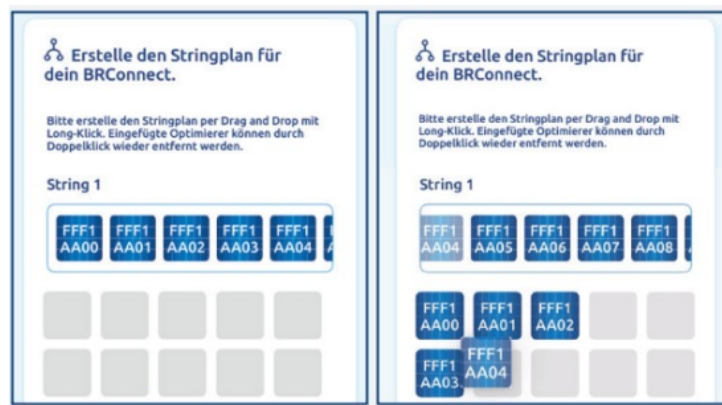 Erstelle den Stringplan für
dein BRConnect.
Bitte erstelle den Stringplan per Drag and Drop mit
Long-Klick. Eingefügte Optimierer können durch
Doppelklick wieder entfernt werden.
String 1
FFF1 FFF1 FFF1 FFF1 FFF1
AA00 AA01 AA02 AA03 AA04
Erstelle den Stringplan für
dein BRConnect.
Bitte erstelle den Stringplan per Drag and Drop mit
Long-Klick. Eingefügte Optimierer können durch
Doppelklick wieder entfernt werden.
String 1
FFF1 FFF1 FFF1 FFF1 FFF1
AA04 AA05 AA06 AA07 AA08
FFF1 FFF1 FFF1
AA00 AA01 AA02
FFF1 FFF1
AA03 AA04